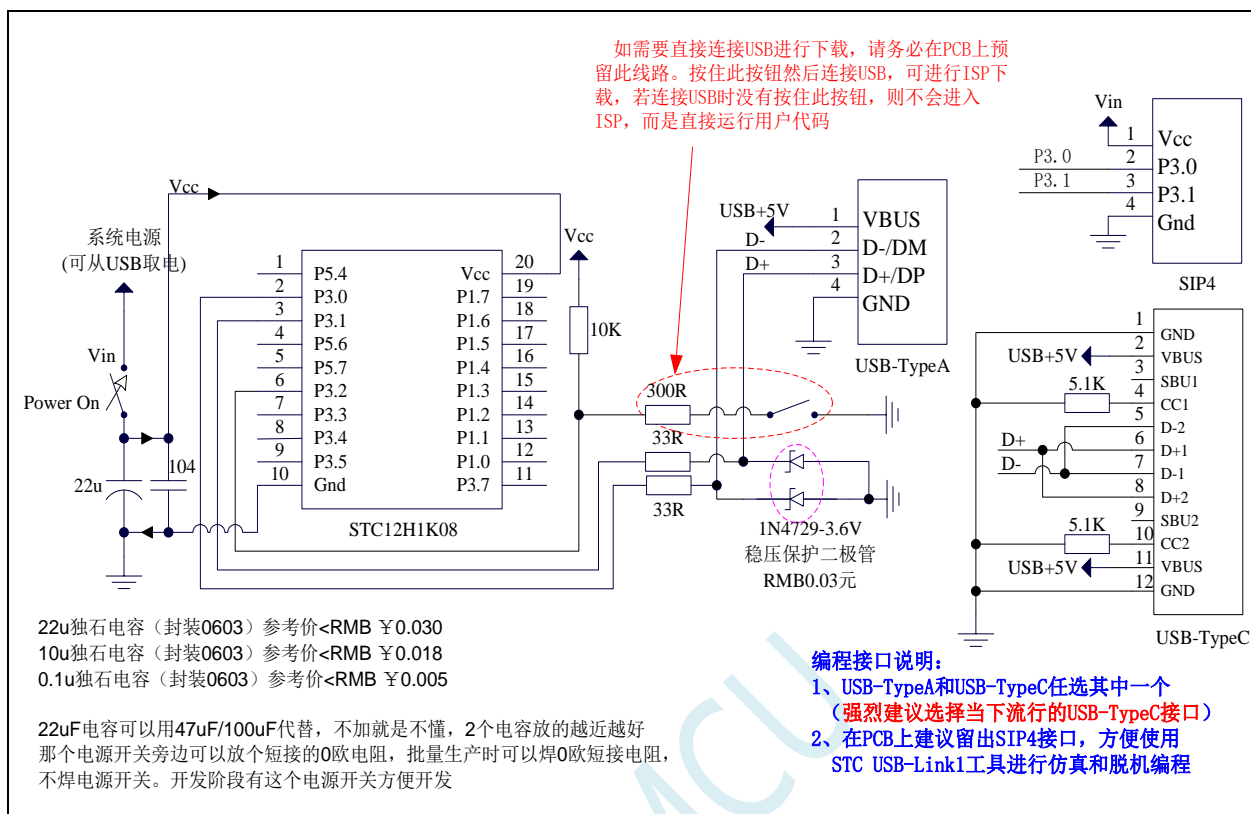 如需要直接连接USB进行下载，请务必在PCB上预
留此线路。按住此按钮然后连接USB，可进行ISP下
载，若连接USB时没有按住此按钮，则不会进入
ISP，而是直接运行用户代码
Vin
1
Vcc
P3.0
2
P3.0
P3.1
3
P3.1
4
Gnd
SIP4
Vcc
系统电源
(可从USB取电)
Vin
Power On
22u
104
1
P5.4
2
P3.0
3
P3.1
4
P5.6
5
P5.7
6
P3.2
7
P3.3
8
P3.4
9
P3.5
10
Gnd
Vcc
20
P1.7
19
P1.6
18
P1.5
17
P1.4
16
P1.3
15
P1.2
14
P1.1
13
P1.0
12
P3.7
11
STC12H1K08
Vcc
10K
USB+5V
1
VBUS
D-
2
D-/DM
D+
3
D+/DP
4
GND
USB-TypeA
300R
33R
33R
1N4729-3.6V
稳压保护二极管
RMB0.03元
1
GND
USB+5V
2
VBUS
3
SBU1
5.1K
4
CC1
5
D-2
D+
6
D+1
D-
7
D-1
8
D+2
9
SBU2
5.1K
10
CC2
USB+5V
11
VBUS
12
GND
USB-TypeC
22u独石电容（封装0603）参考价<RMB ￥0.030
10u独石电容（封装0603）参考价<RMB ￥0.018
0.1u独石电容（封装0603）参考价<RMB ￥0.005
22uF电容可以用47uF/100uF代替，不加就是不懂，2个电容放的越近越好
那个电源开关旁边可以放个短接的0欧电阻，批量生产时可以焊0欧短接电阻，
不焊电源开关。开发阶段有这个电源开关方便开发
编程接口说明：
1、USB-TypeA和USB-TypeC任选其中一个
（强烈建议选择当下流行的USB-TypeC接口）
2、在PCB上建议留出SIP4接口，方便使用
STC USB-Link1工具进行仿真和脱机编程
MCU